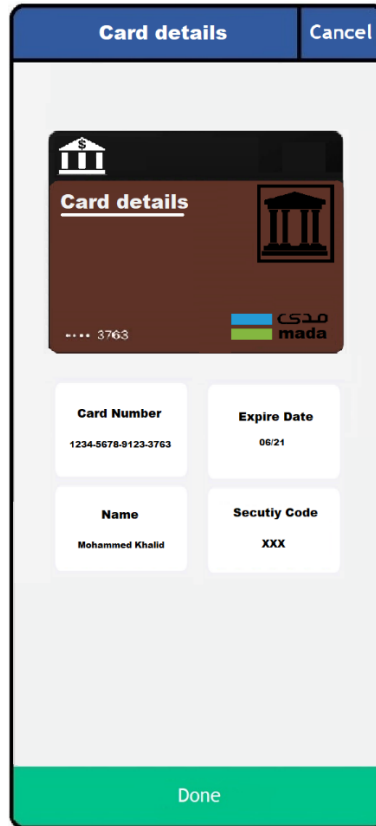 Card details
Cancel
$
Card details
•••• 3763
مدى
mada
Card Number
1234-5678-9123-3763
Expire Date
06/21
Name
Mohammed Khalid
Secutiy Code
XXX
Done